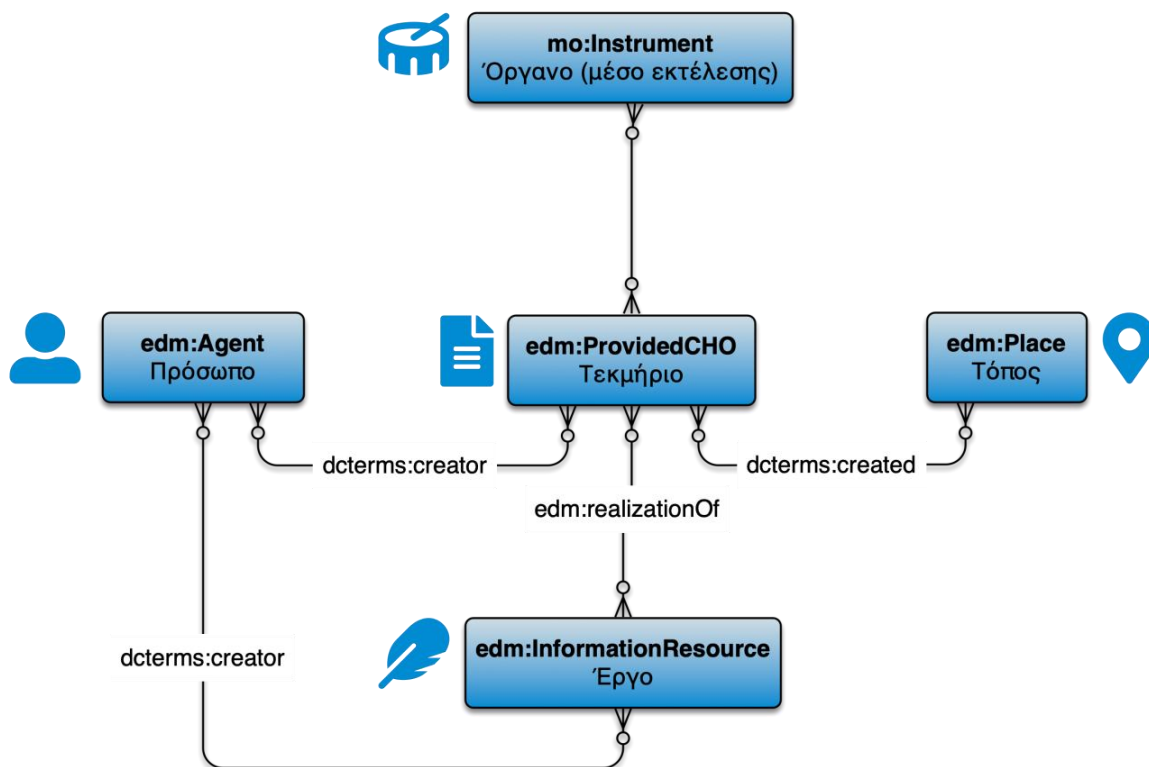 mo:Instrument
Όργανο (μέσο εκτέλεσης)
edm:Agent
Πρόσωπο
edm:ProvidedCHO
Τεκμήριο
edm:Place
Τόπος
dcterms:creator
dcterms:created
edm:realizationOf
edm:InformationResource
Έργο
dcterms:creator